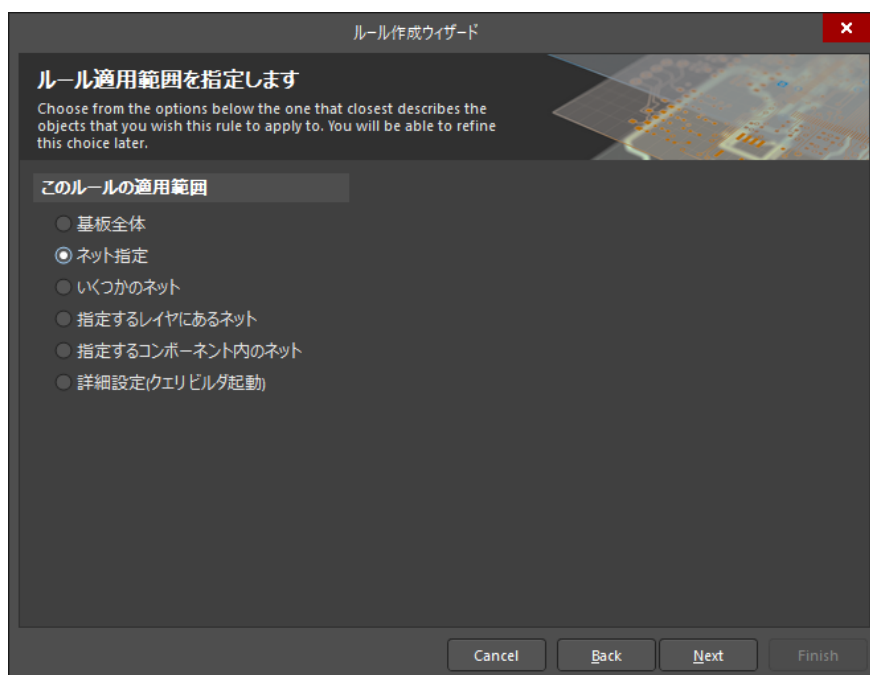 ルール作成ウィザード
ルール適用範囲を指定します
Choose from the options below the one that closest describes the
objects that you wish this rule to apply to. You will be able to refine
this choice later.
このルールの適用範囲
基板全体
ネット指定
いくつかのネット
指定するレイヤにあるネット
指定するコンポーネント内のネット
詳細設定(クエリビルダ起動)
Cancel Back Next Finish